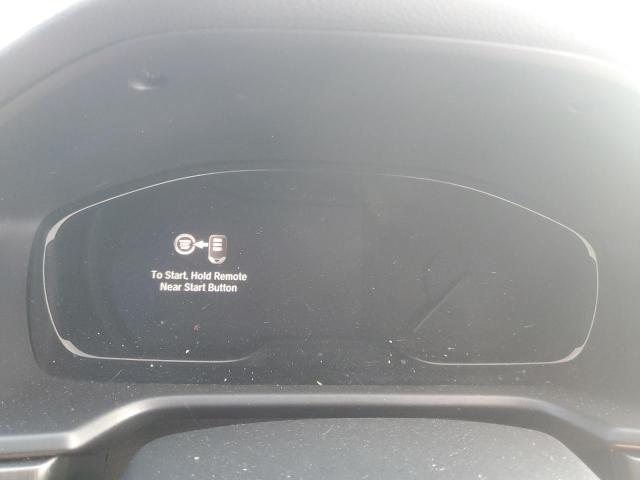 To Start, Hold Remote
Near Start Button